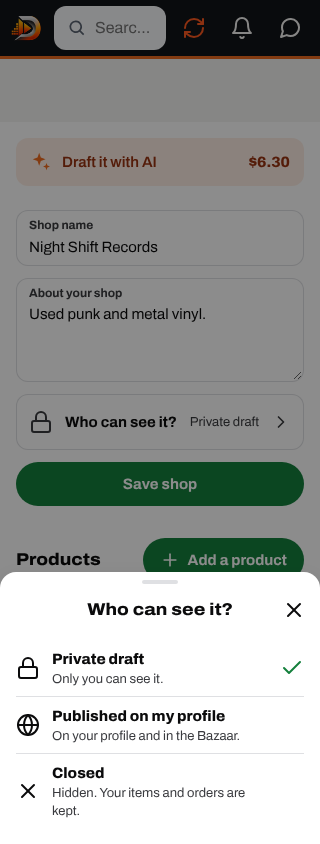 Searc...
Draft it with AI $6.30
Shop name
Night Shift Records
About your shop
Used punk and metal vinyl.
Who can see it? Private draft
Save shop
Products
Add a product
Who can see it?
Private draft
Only you can see it.
Published on my profile
On your profile and in the Bazaar.
Closed
Hidden. Your items and orders are
kept.